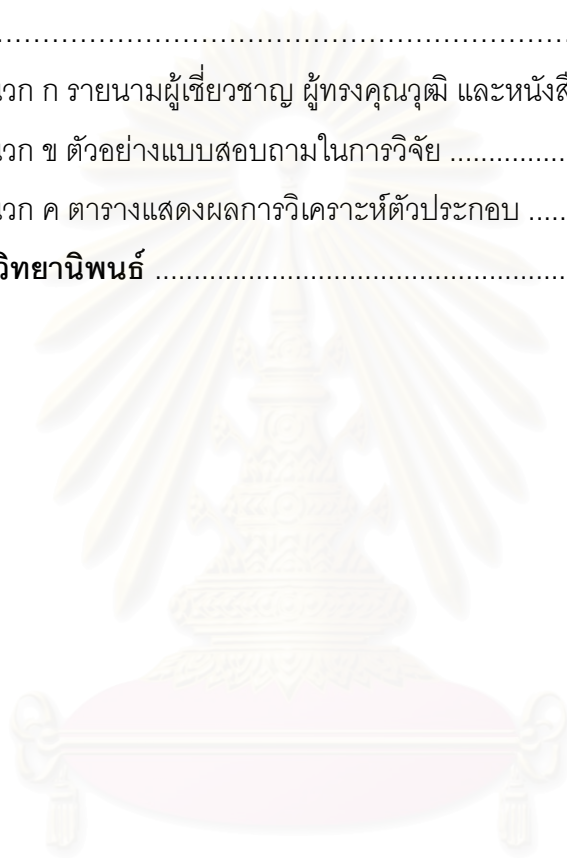 ................................................................
นวก ก รายนามผู้เชี่ยวชาญ ผู้ทรงคุณวุฒิ และหนังสื
นวก ข ตัวอย่างแบบสอบถามในการวิจัย ...............
นวก ค ตารางแสดงผลการวิเคราะห์ตัวประกอบ .....
วิทยานิพนธ์ .....................................................